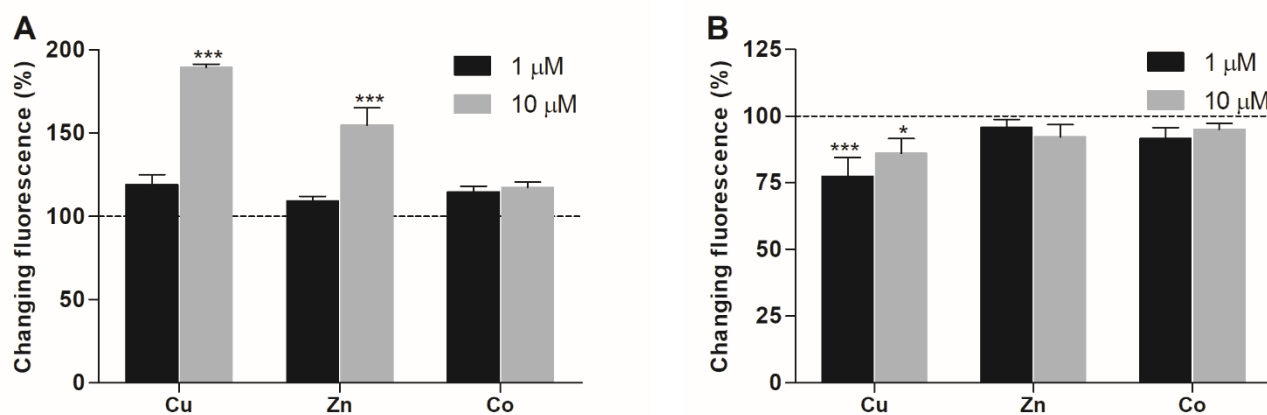 A
Changing fluorescence (%)
200
150
100
50
0
***
***
1 µM
10 µM
Cu Zn Co
B
Changing fluorescence (%)
125
100
75
50
25
0
***
*
1 µM
10 µM
Cu Zn Co